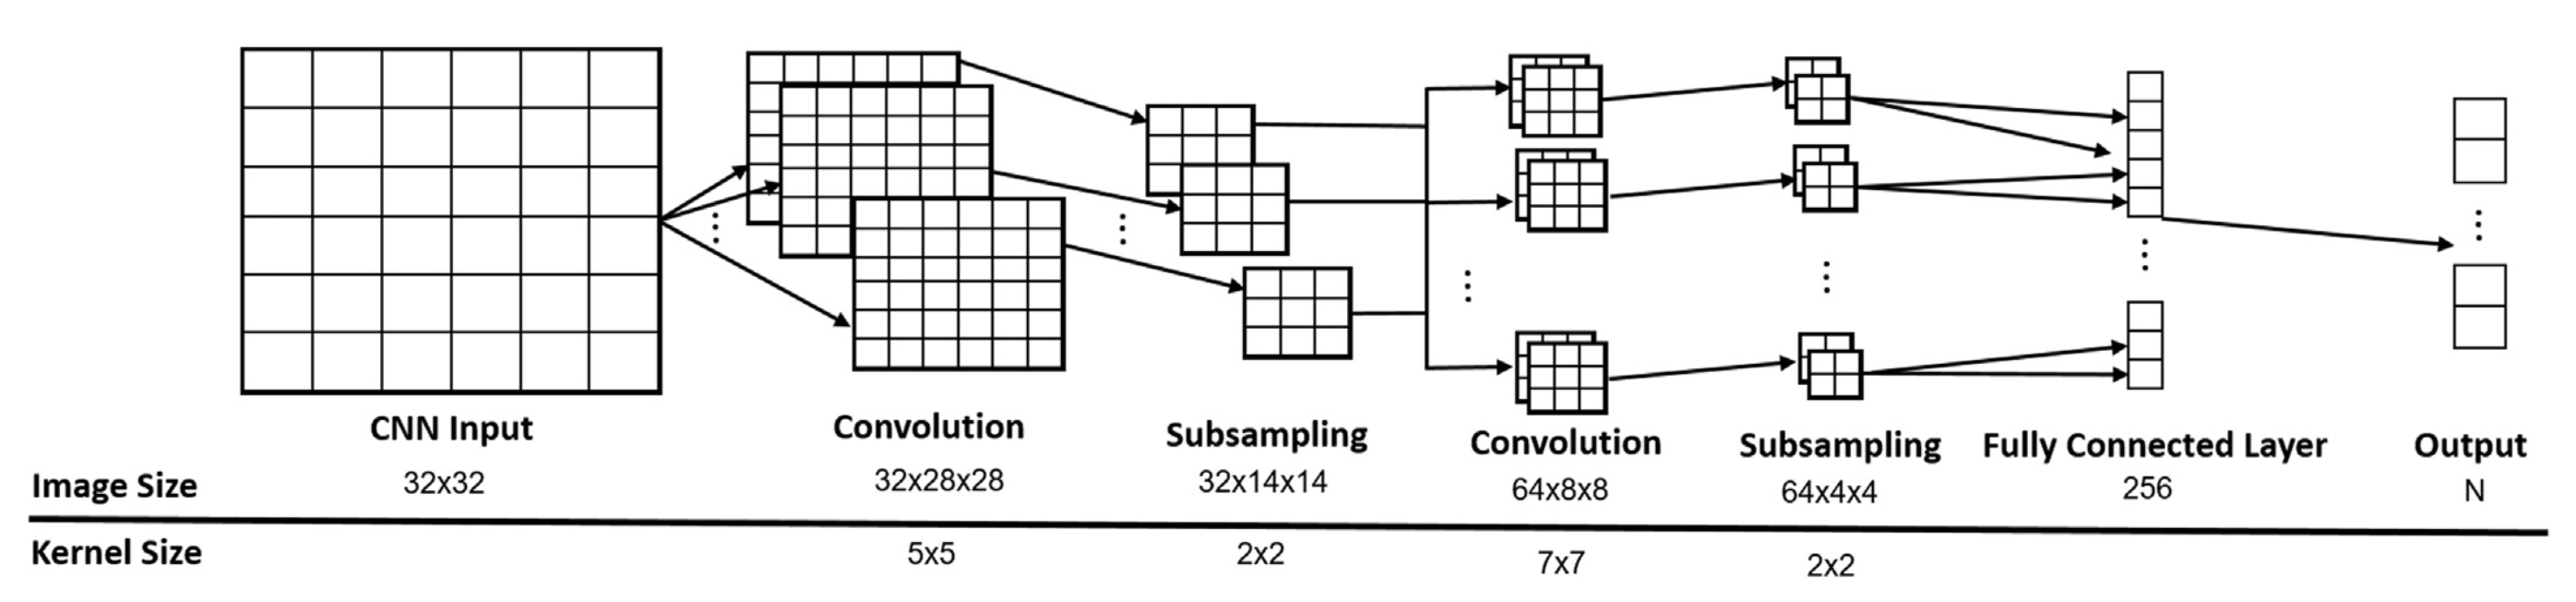 CNN Input
Convolution
Subsampling
Convolution
Subsampling
Fully Connected Layer
Output
Image Size
32x32
32x28x28
32x14x14
64x8x8
64x4x4
256
N
Kernel Size
5x5
2x2
7x7
2x2